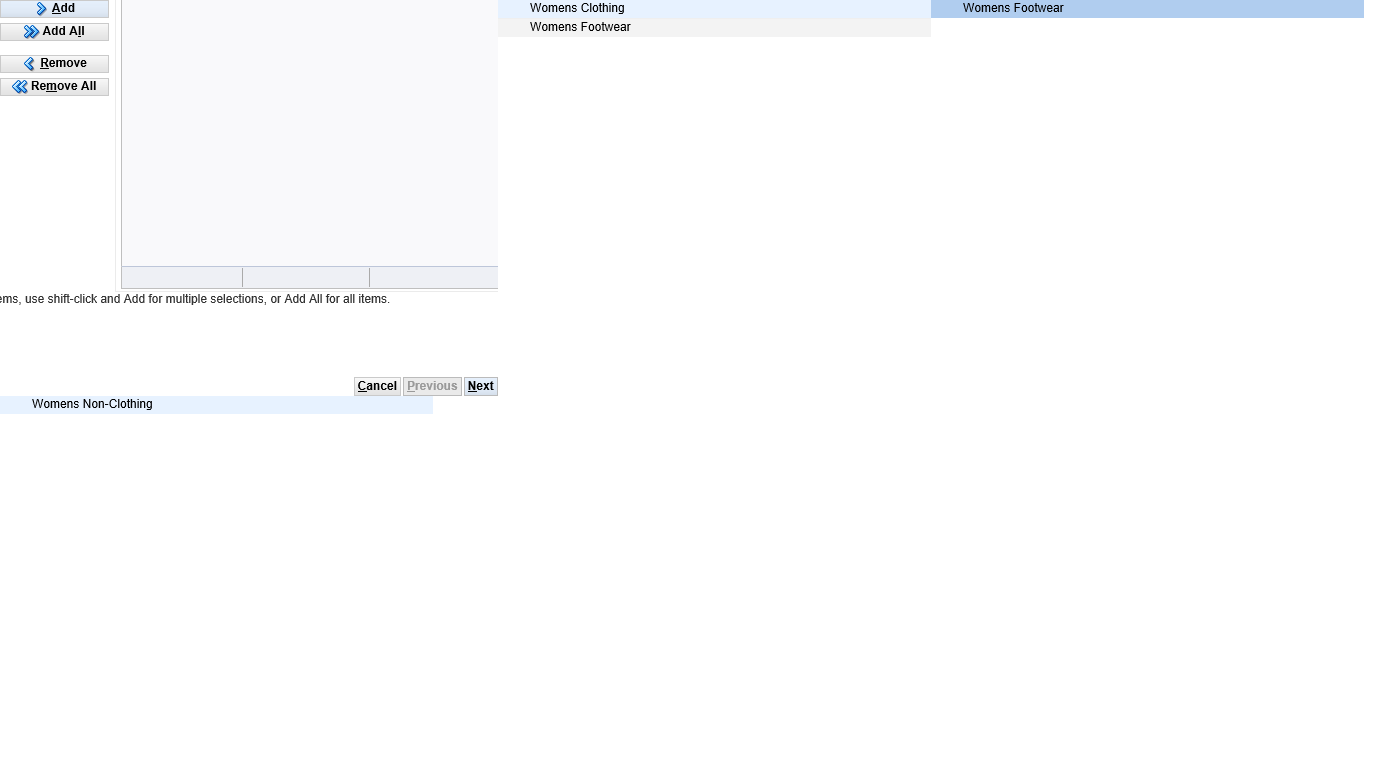 Add
Add All
Remove
Remove All
Womens Clothing
Womens Footwear
Womens Footwear
ems, use shift-click and Add for multiple selections, or Add All for all items.
Cancel Previous Next
Womens Non-Clothing